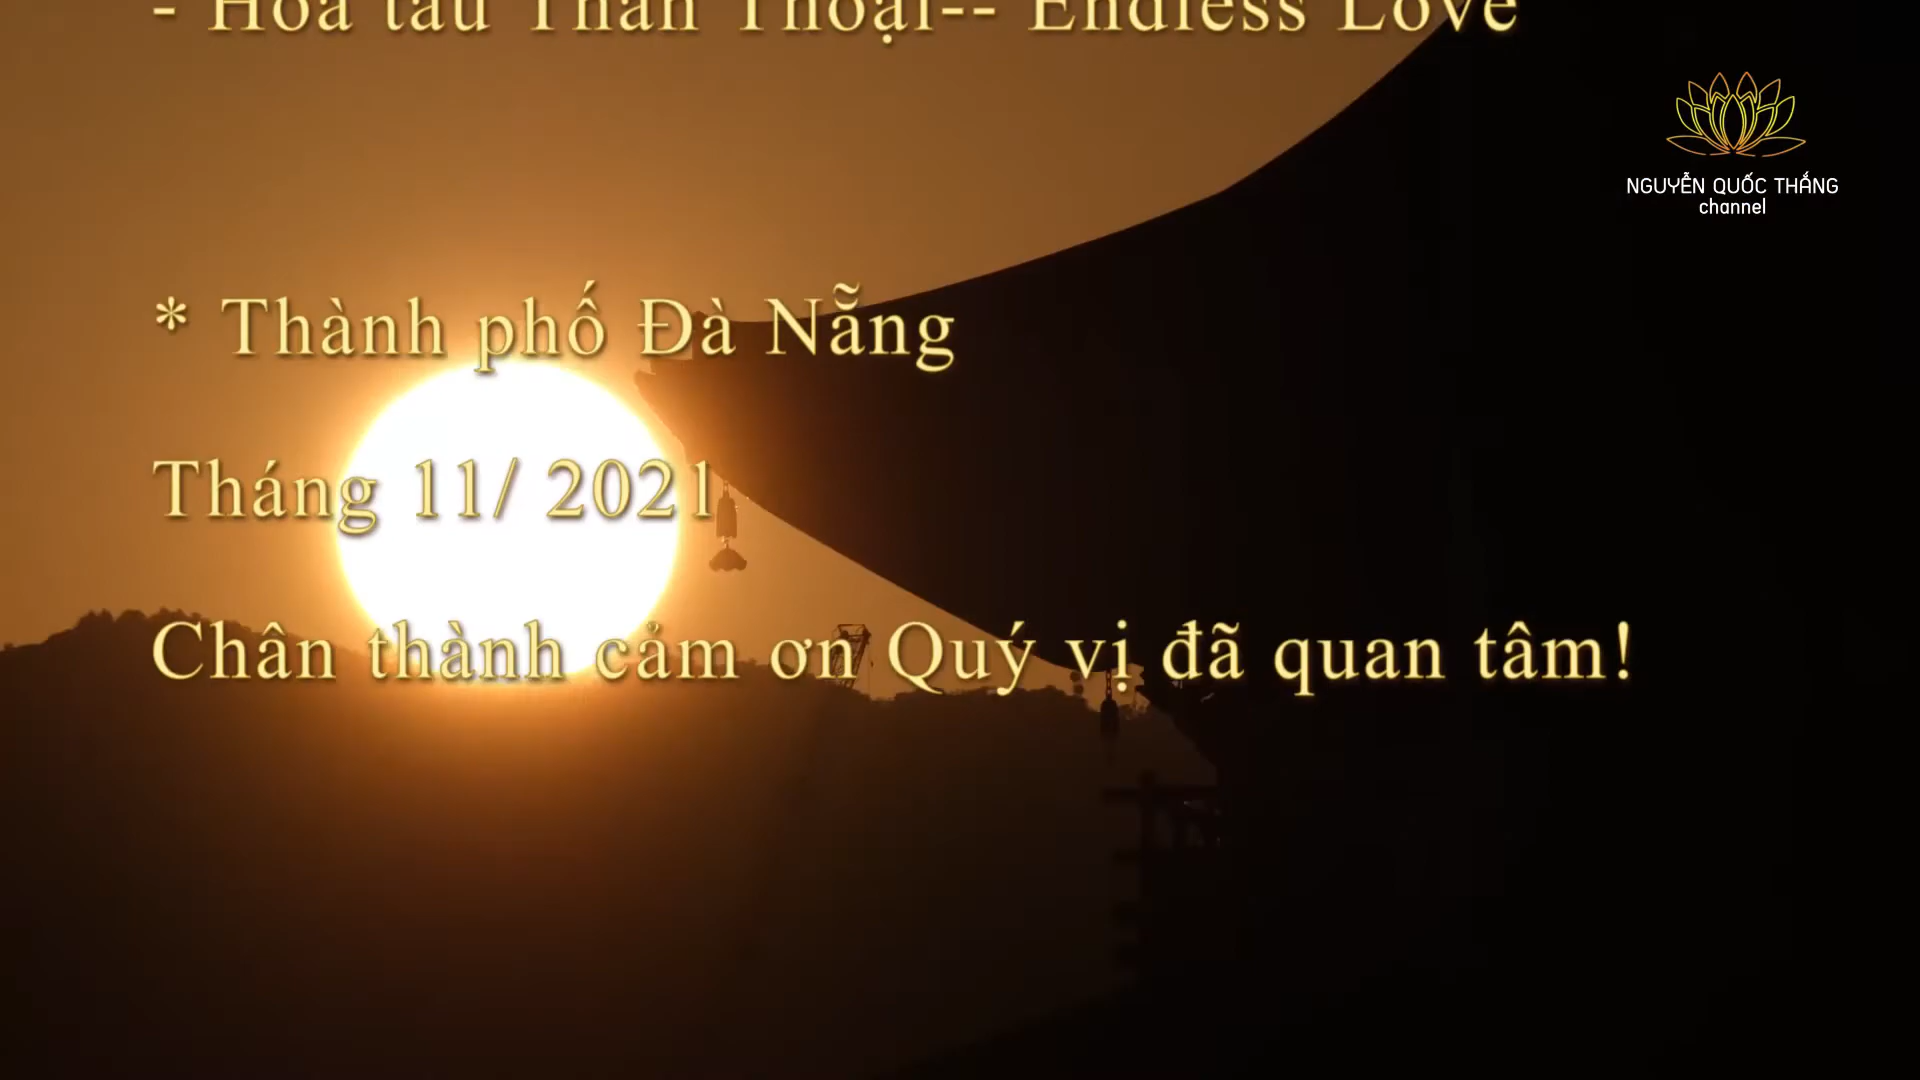 - Hòa tấu Thần Thoại-- Endless Love
NGUYỄN QUỐC THẮNG
channel
* Thành phố Đà Nẵng
Tháng 11/ 2021
Chân thành cảm ơn Quý vị đã quan tâm!